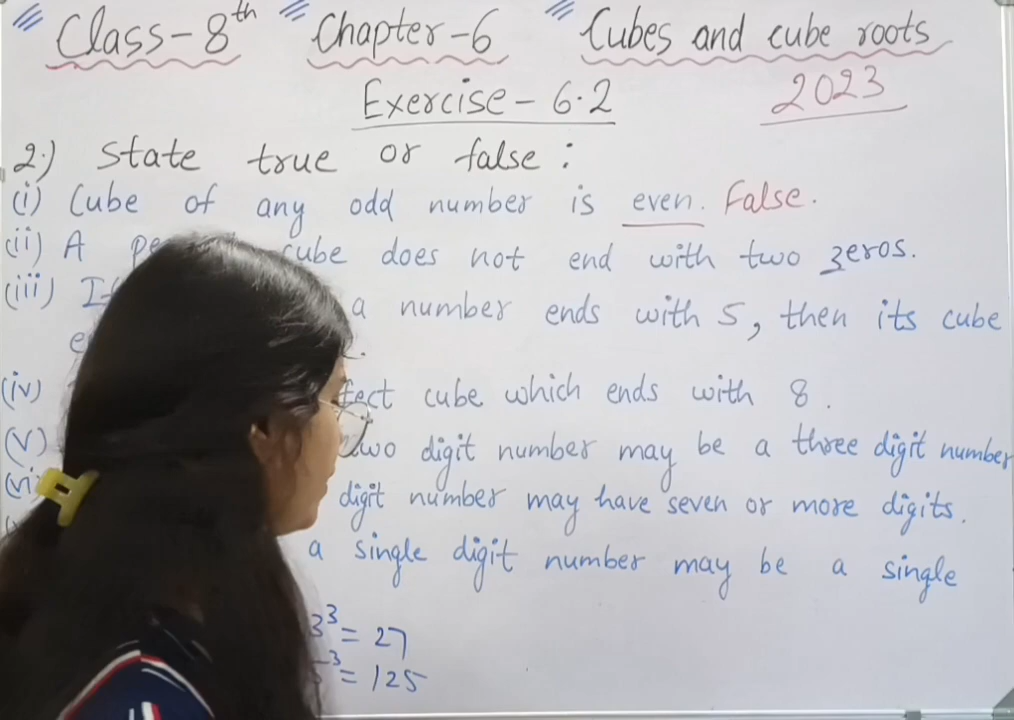 Class-8th Chapter-6 Cubes and cube roots
Exercise-6.2 2023
2.) State true or false :
(i) Cube of any odd number is even. False.
(ii) A cube does not end with two zeros.
(iii) a number ends with 5, then its cube
(iv) cube which ends with 8.
(v) two digit number may be a three digit number
digit number may have seven or more digits.
a single digit number may be a single
3³ = 27
³ = 125